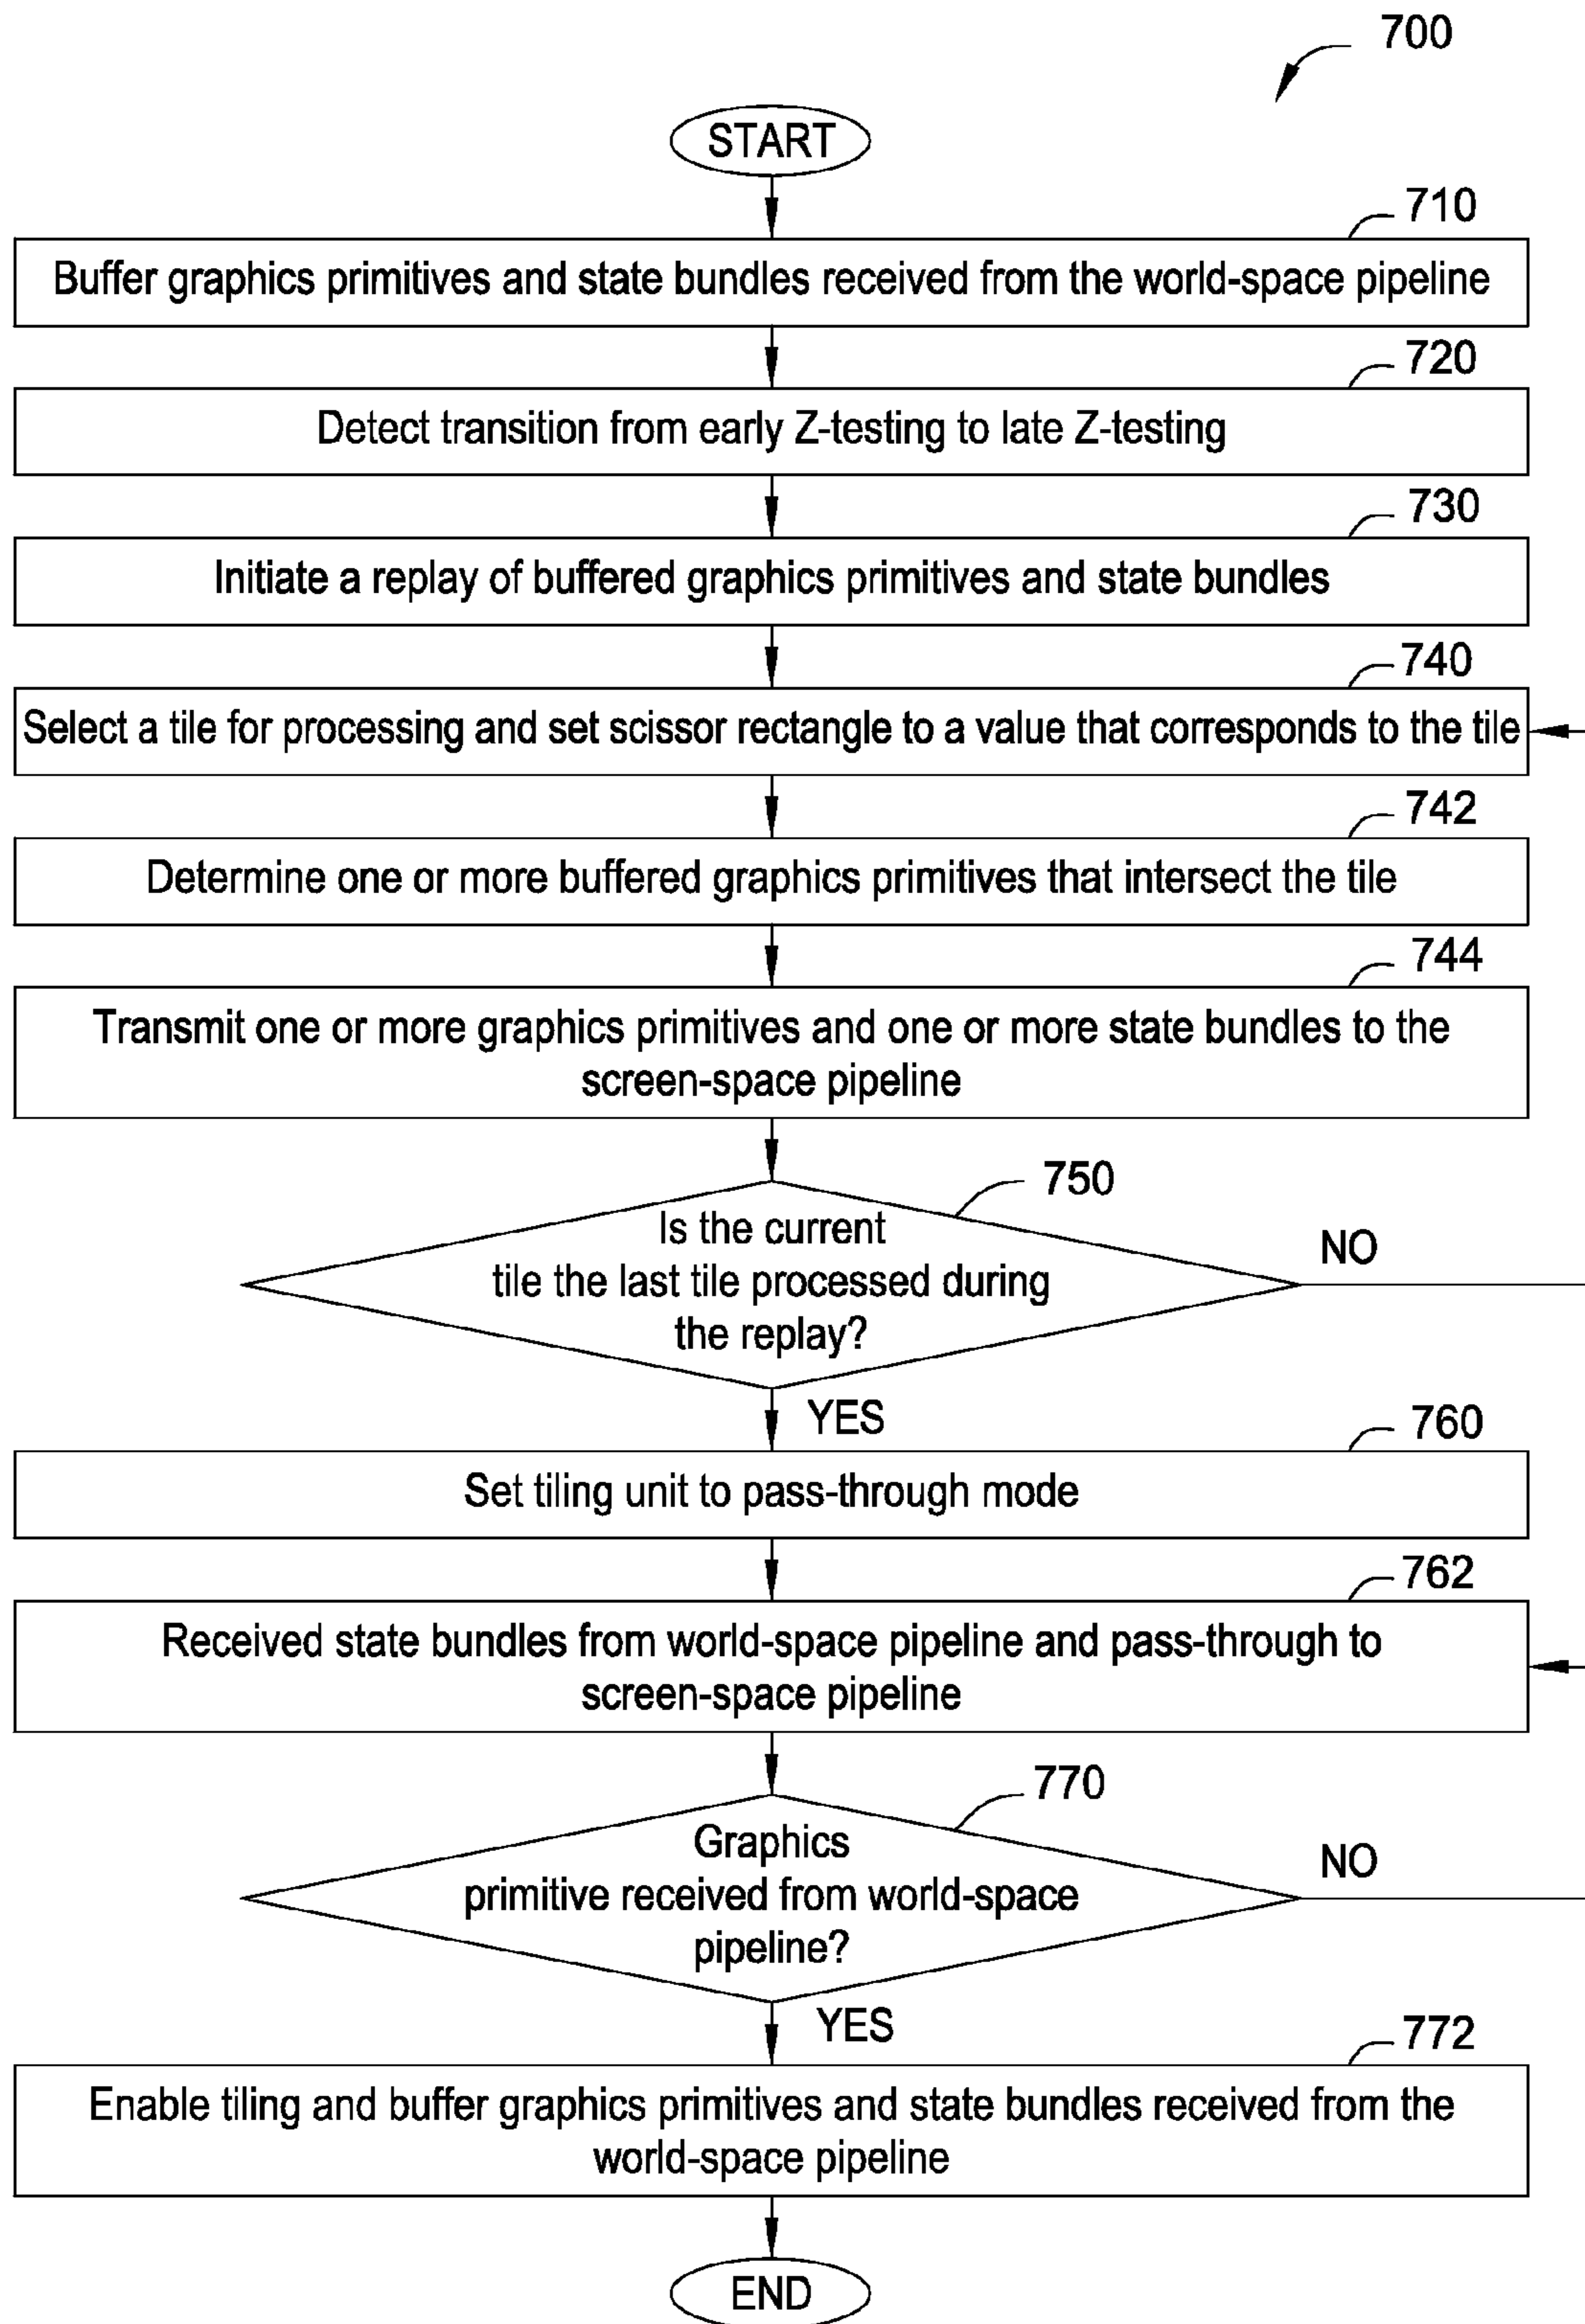 700
START
710
Buffer graphics primitives and state bundles received from the world-space pipeline
720
Detect transition from early Z-testing to late Z-testing
730
Initiate a replay of buffered graphics primitives and state bundles
740
Select a tile for processing and set scissor rectangle to a value that corresponds to the tile
742
Determine one or more buffered graphics primitives that intersect the tile
744
Transmit one or more graphics primitives and one or more state bundles to the
screen-space pipeline
750
Is the current
tile the last tile processed during
the replay?
NO
YES
760
Set tiling unit to pass-through mode
762
Received state bundles from world-space pipeline and pass-through to
screen-space pipeline
770
Graphics
primitive received from world-space
pipeline?
NO
YES
772
Enable tiling and buffer graphics primitives and state bundles received from the
world-space pipeline
END